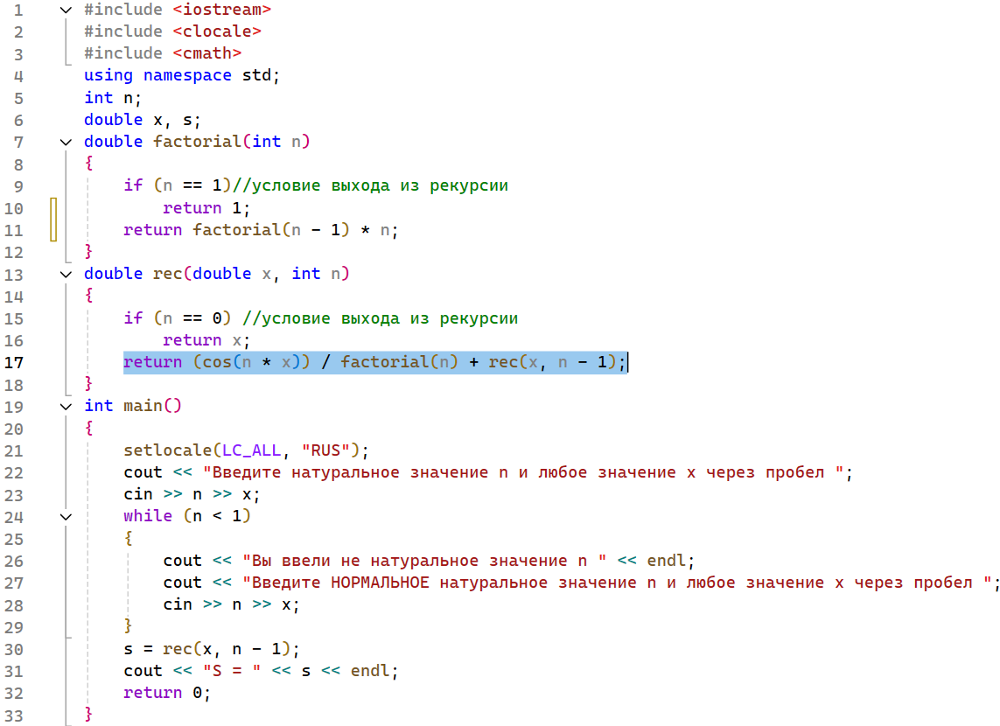 1 #include <iostream>
2 #include <clocale>
3 #include <cmath>
4 using namespace std;
5 int n;
6 double x, s;
7 double factorial(int n)
8 {
9 if (n == 1)//условие выхода из рекурсии
10 return 1;
11 return factorial(n - 1) * n;
12 }
13 double rec(double x, int n)
14 {
15 if (n == 0) //условие выхода из рекурсии
16 return x;
17 return (cos(n * x)) / factorial(n) + rec(x, n - 1);
18 }
19 int main()
20 {
21 setlocale(LC_ALL, "RUS");
22 cout << "Введите натуральное значение n и любое значение x через пробел ";
23 cin >> n >> x;
24 while (n < 1)
25 {
26 cout << "Вы ввели не натуральное значение n " << endl;
27 cout << "Введите НОРМАЛЬНОЕ натуральное значение n и любое значение x через пробел ";
28 cin >> n >> x;
29 }
30 s = rec(x, n - 1);
31 cout << "S = " << s << endl;
32 return 0;
33 }